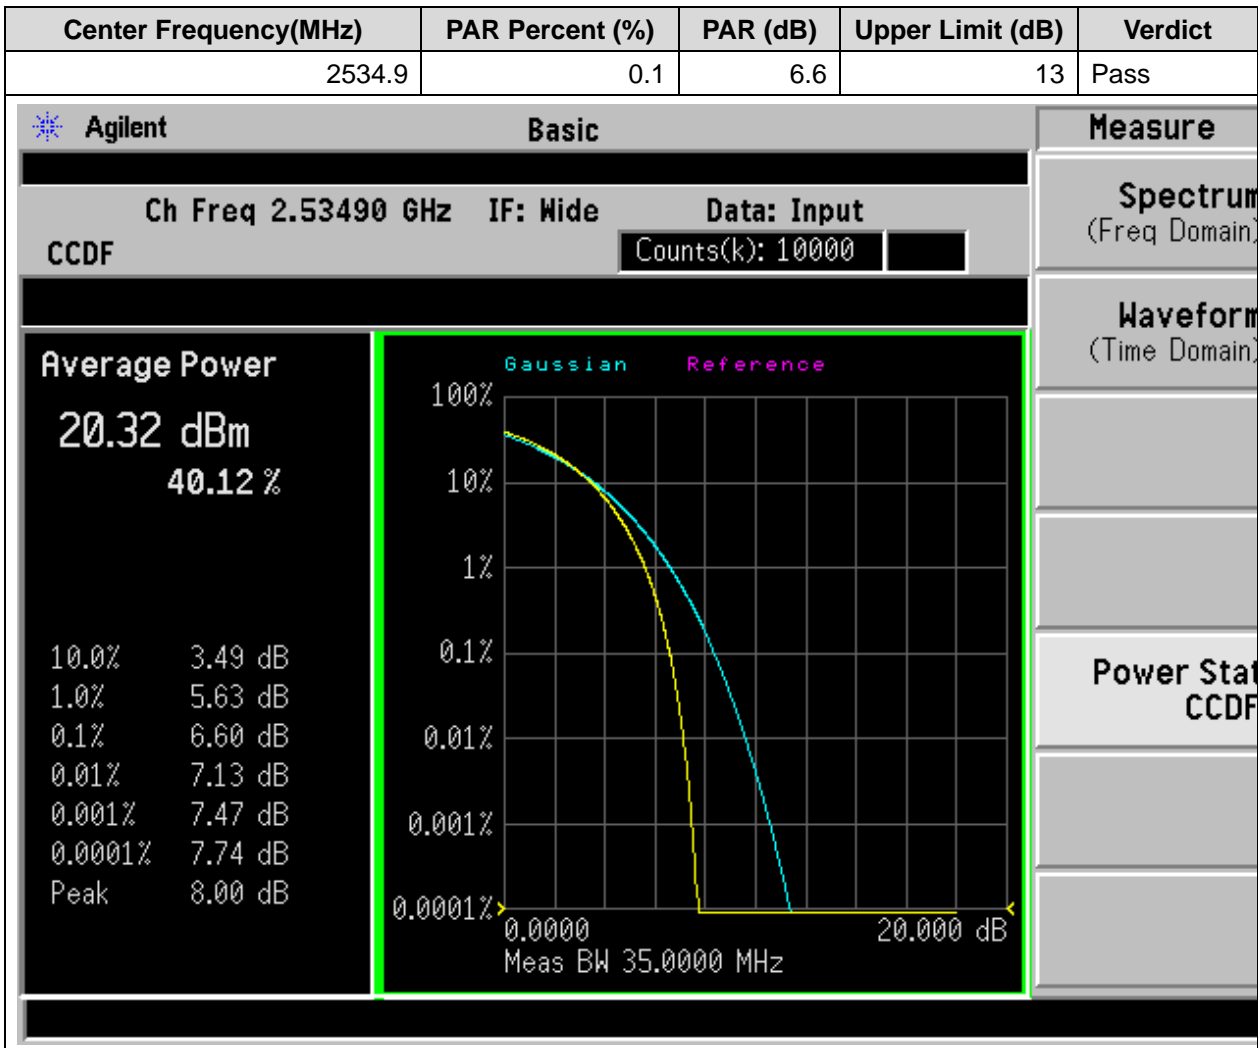 Center Frequency(MHz) PAR Percent (%) PAR (dB) Upper Limit (dB) Verdict
2534.9 0.1 6.6 13 Pass
Agilent Basic Measure
Ch Freq 2.53490 GHz IF: Wide Data: Input
CCDF Counts(k): 10000
Average Power
20.32 dBm
40.12 %
10.0% 3.49 dB
1.0% 5.63 dB
0.1% 6.60 dB
0.01% 7.13 dB
0.001% 7.47 dB
0.0001% 7.74 dB
Peak 8.00 dB
Gaussian Reference
100%
10%
1%
0.1%
0.01%
0.001%
0.0001%
0.0000 20.000 dB
Meas BW 35.0000 MHz
Spectrum
(Freq Domain)
Waveform
(Time Domain)
Power Stat
CCDF